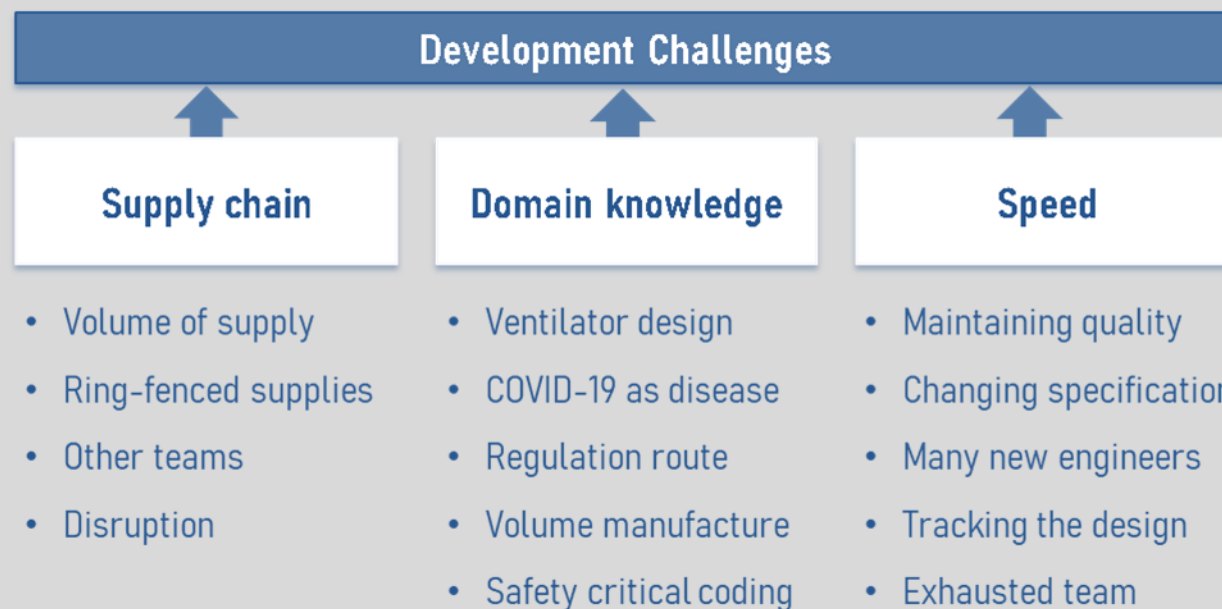 Development Challenges
Supply chain
• Volume of supply
• Ring-fenced supplies
• Other teams
• Disruption
Domain knowledge
• Ventilator design
• COVID-19 as disease
• Regulation route
• Volume manufacture
• Safety critical coding
Speed
• Maintaining quality
• Changing specification
• Many new engineers
• Tracking the design
• Exhausted team